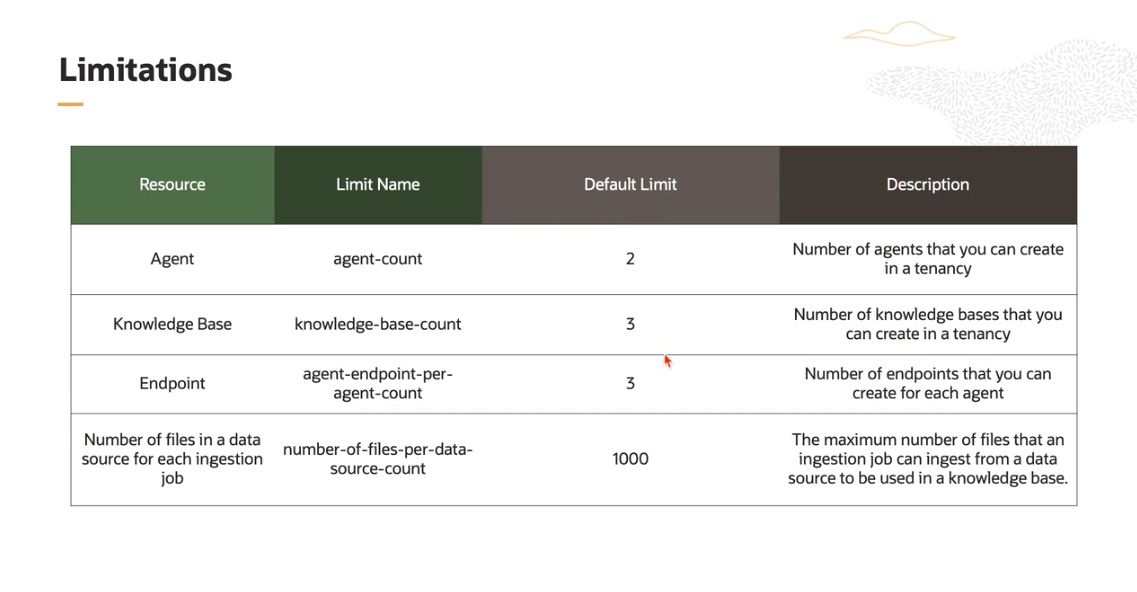 Limitations
Resource
Limit Name
Default Limit
Description
Agent
agent-count
2
Number of agents that you can create
in a tenancy
Knowledge Base
knowledge-base-count
3
Number of knowledge bases that you
can create in a tenancy
Endpoint
agent-endpoint-per-
agent-count
3
Number of endpoints that you can
create for each agent
Number of files in a data
source for each ingestion
job
number-of-files-per-data-
source-count
1000
The maximum number of files that an
ingestion job can ingest from a data
source to be used in a knowledge base.